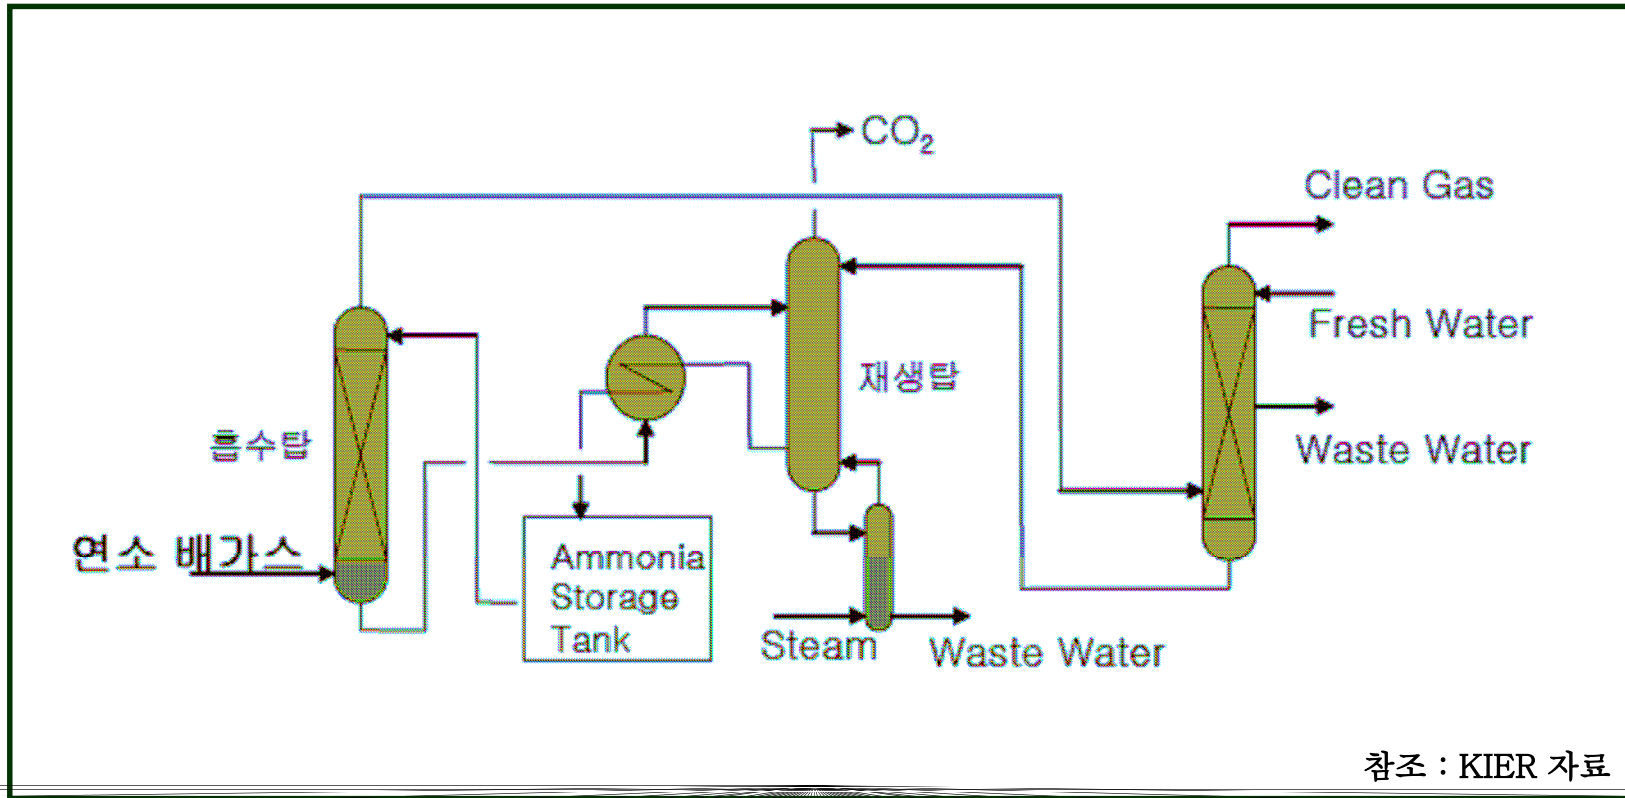 CO₂
Clean Gas
Fresh Water
재생탑
흡수탑
Waste Water
연소 배가스
Ammonia
Storage
Tank
Steam
Waste Water
참조 : KIER 자료